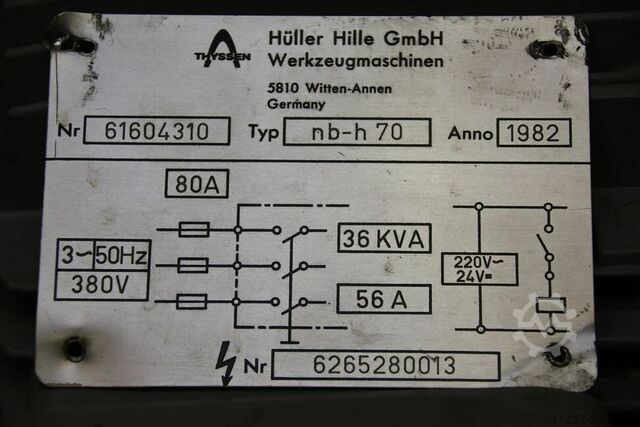 THYSSEN
Hüller Hille GmbH
Werkzeugmaschinen
5810 Witten-Annen
Germany
Nr 61604310 Typ nb-h 70 Anno 1982
80A
3~ 50Hz
380V
36 KVA
56 A
220V~
24V=
Nr 6265280013